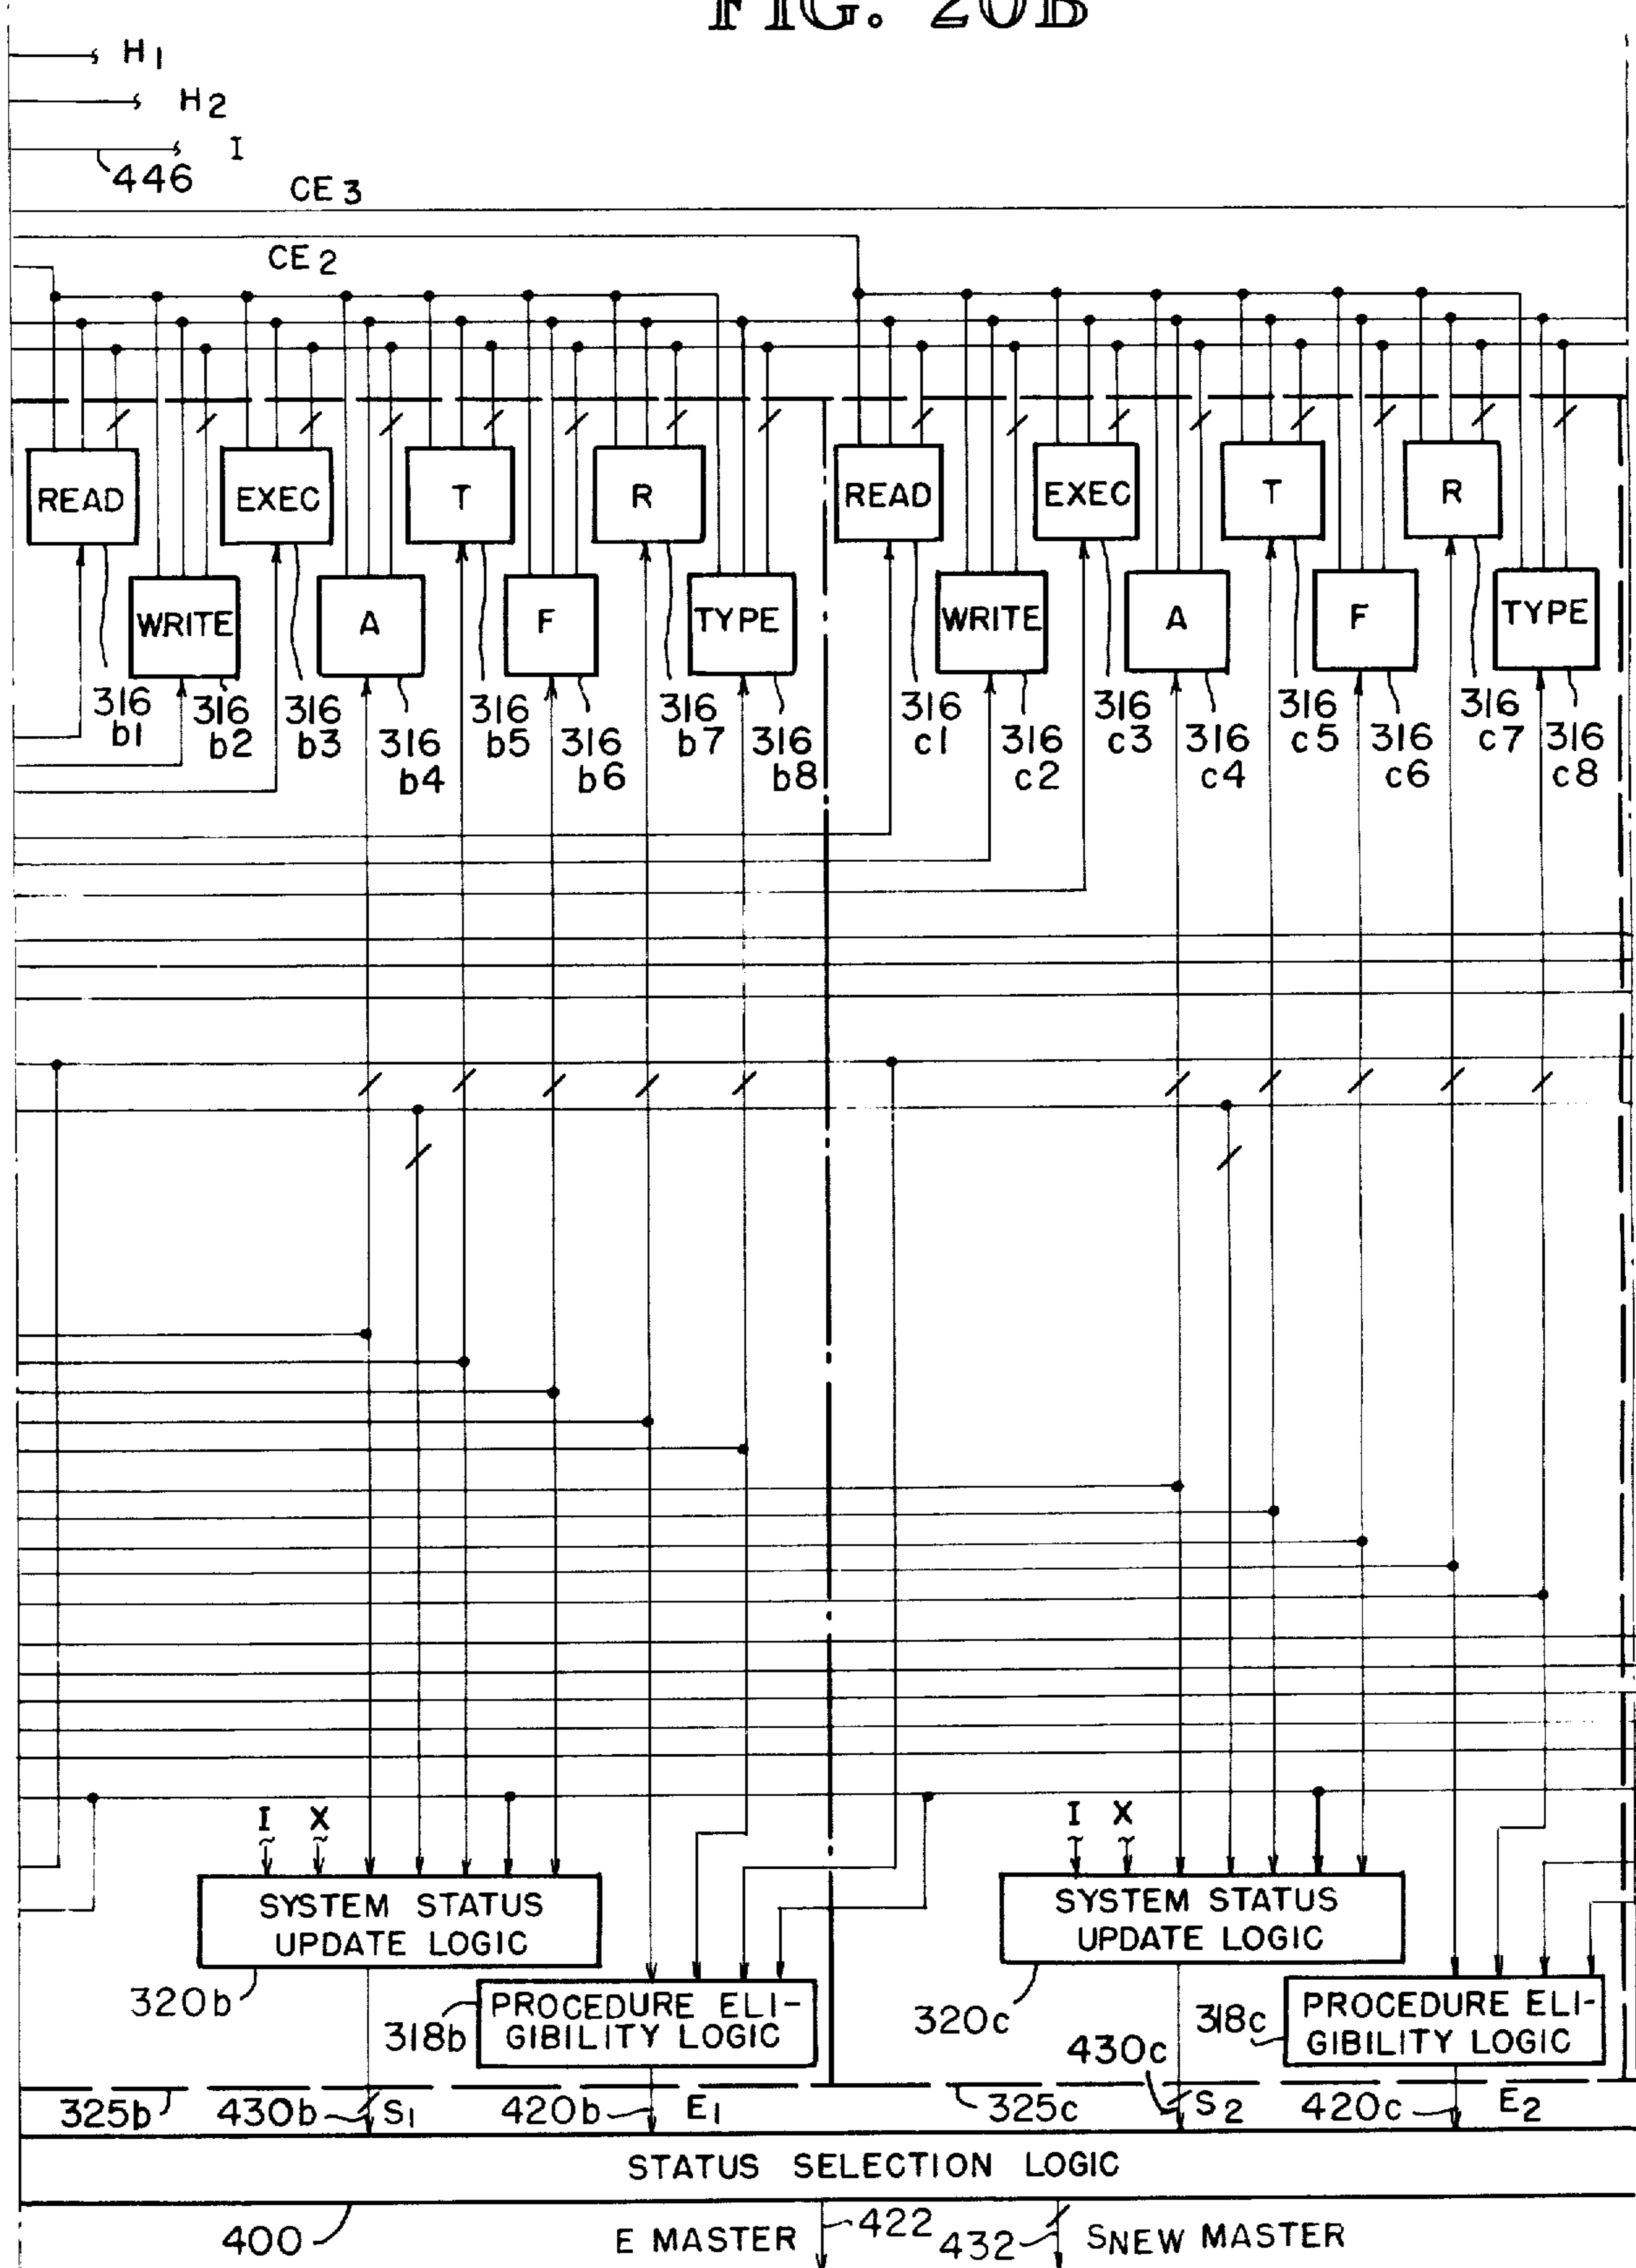 FIG. 20B
H1
H2
I
446
CE3
CE2
READ
EXEC
T
R
READ
EXEC
T
R
WRITE
A
F
TYPE
WRITE
A
F
TYPE
316 b1
316 b2
316 b3
316 b4
316 b5
316 b6
316 b7
316 b8
316 c1
316 c2
316 c3
316 c4
316 c5
316 c6
316 c7
316 c8
I X
I X
SYSTEM STATUS
UPDATE LOGIC
SYSTEM STATUS
UPDATE LOGIC
320b
318b
PROCEDURE ELI-
GIBILITY LOGIC
320c
318c
PROCEDURE ELI-
GIBILITY LOGIC
325b
430b
S1
420b
E1
325c
430c
S2
420c
E2
STATUS SELECTION LOGIC
400
E MASTER
422
432
SNEW MASTER